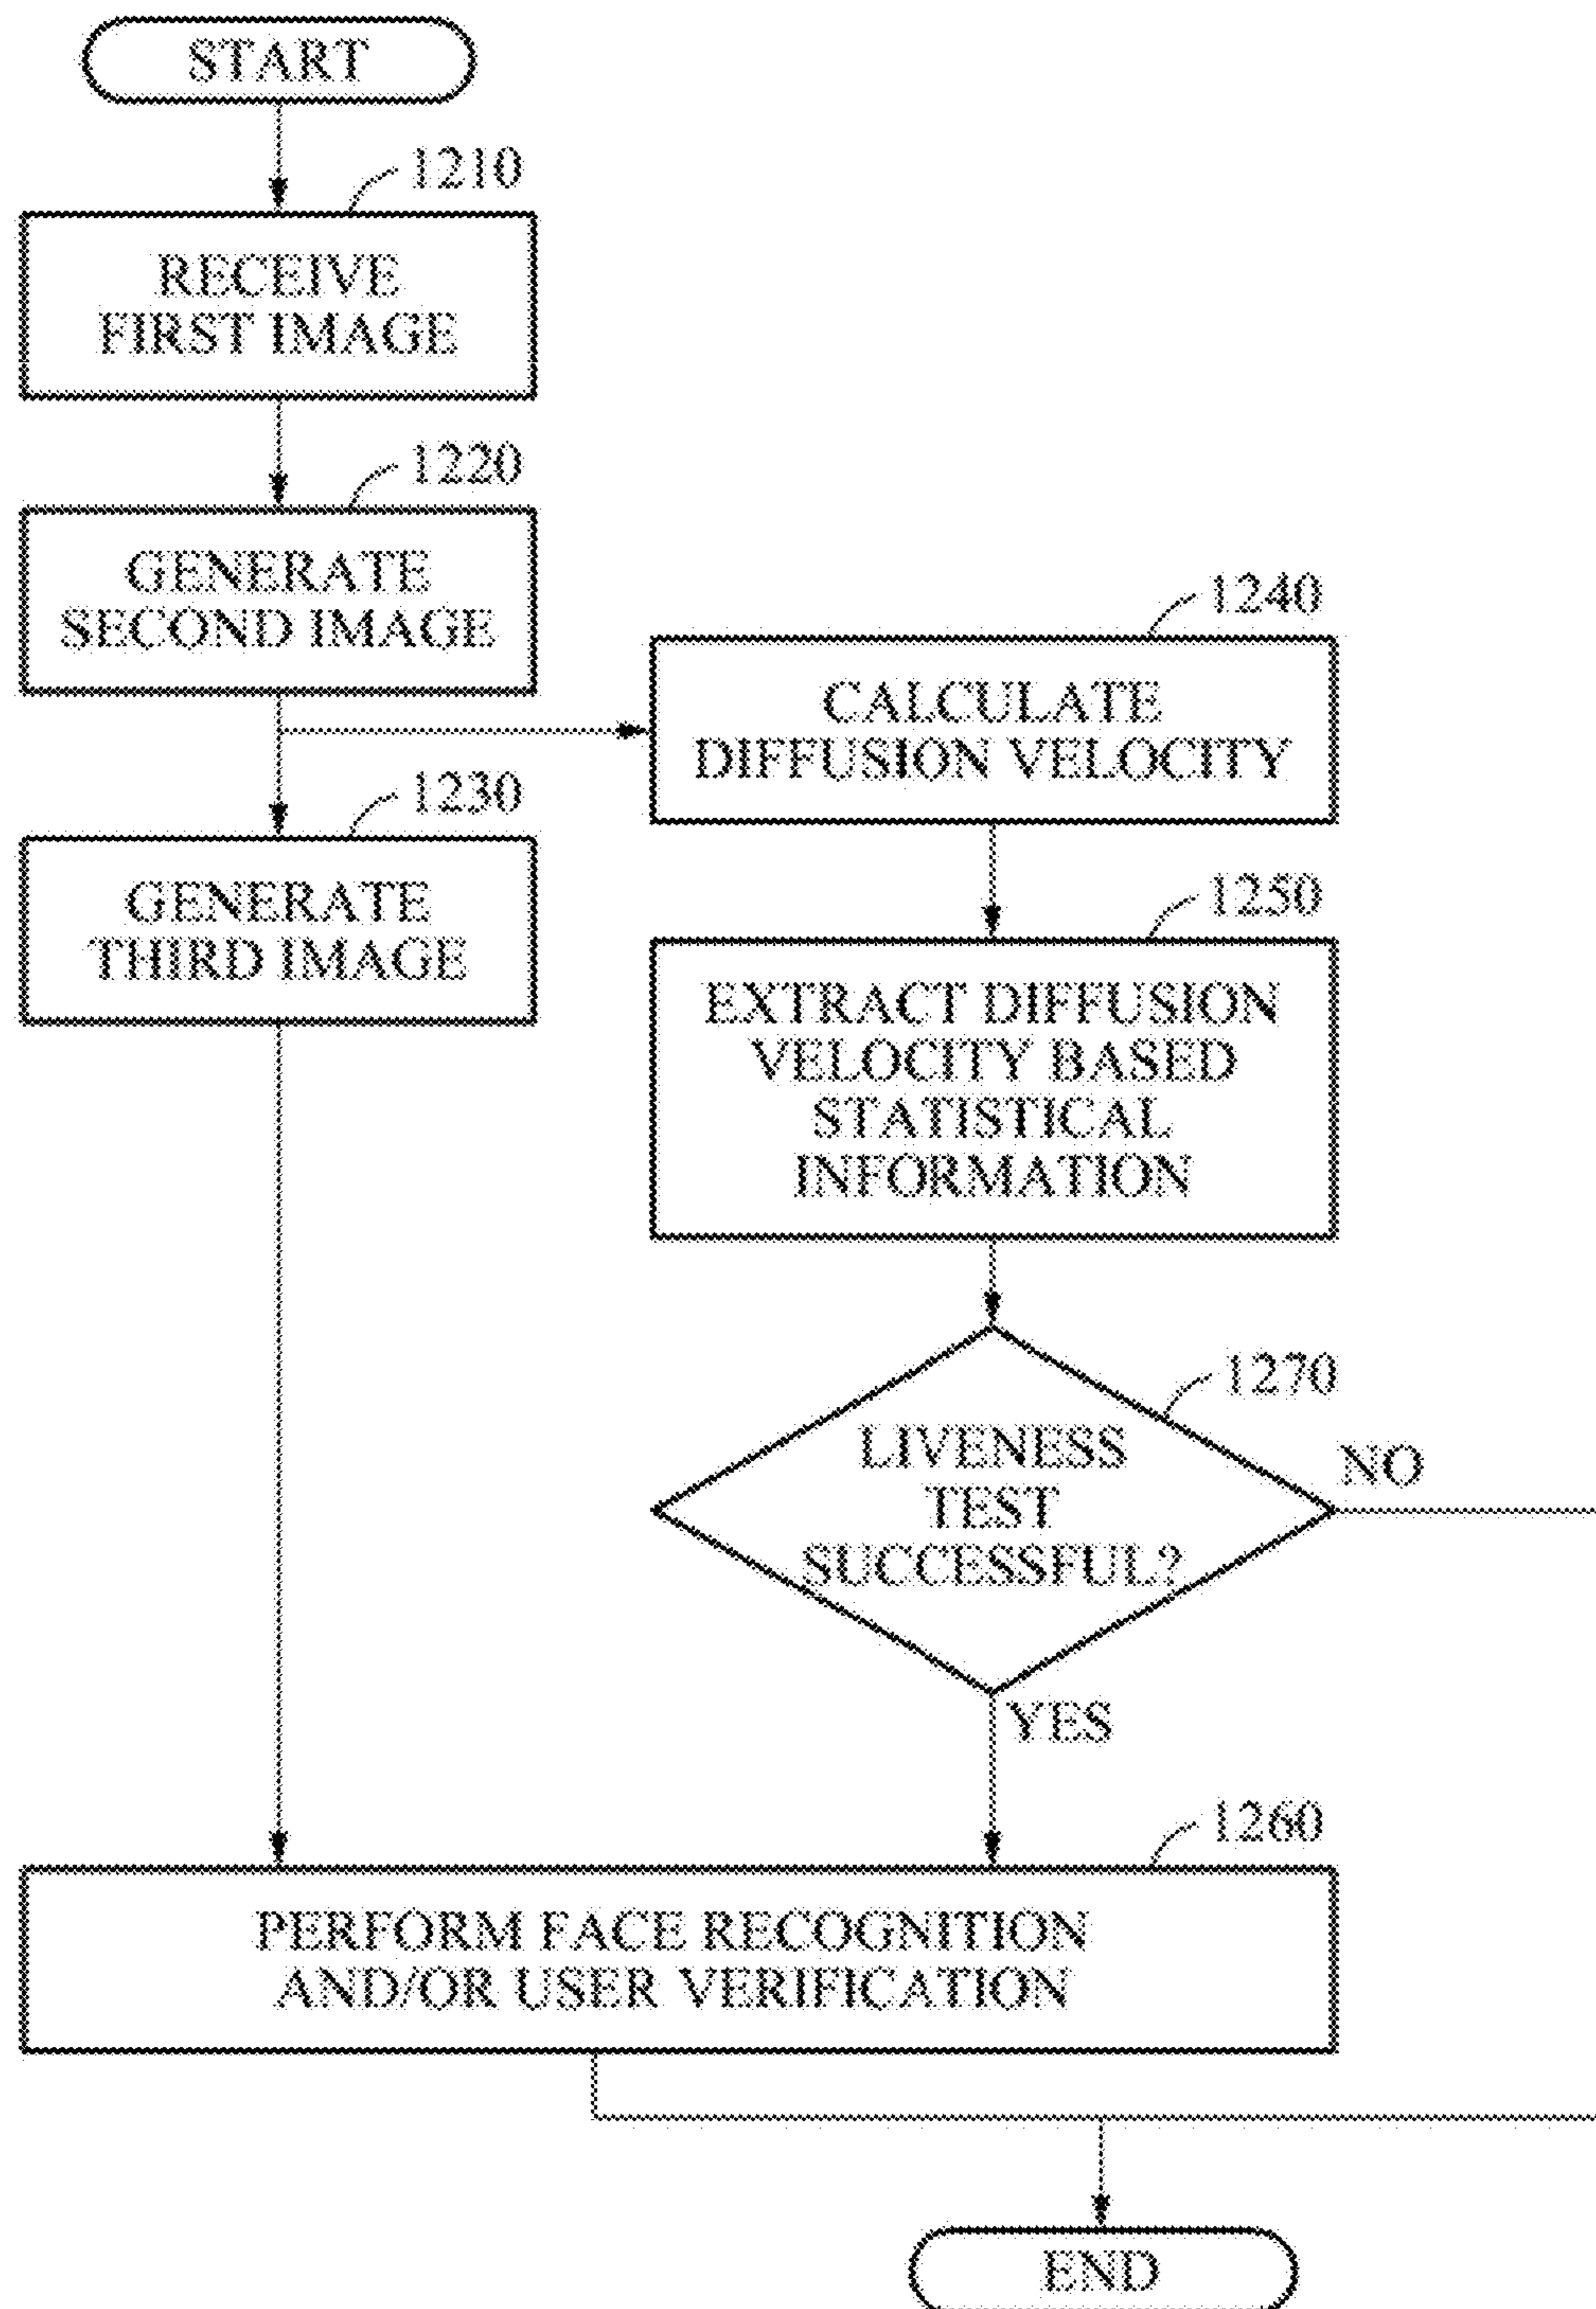 START
1210
RECEIVE
FIRST IMAGE
1220
GENERATE
SECOND IMAGE
1240
CALCULATE
DIFFUSION VELOCITY
1230
GENERATE
THIRD IMAGE
1250
EXTRACT DIFFUSION
VELOCITY BASED
STATISTICAL
INFORMATION
1270
LIVENESS
TEST
SUCCESSFUL?
NO
YES
1260
PERFORM FACE RECOGNITION
AND/OR USER VERIFICATION
END